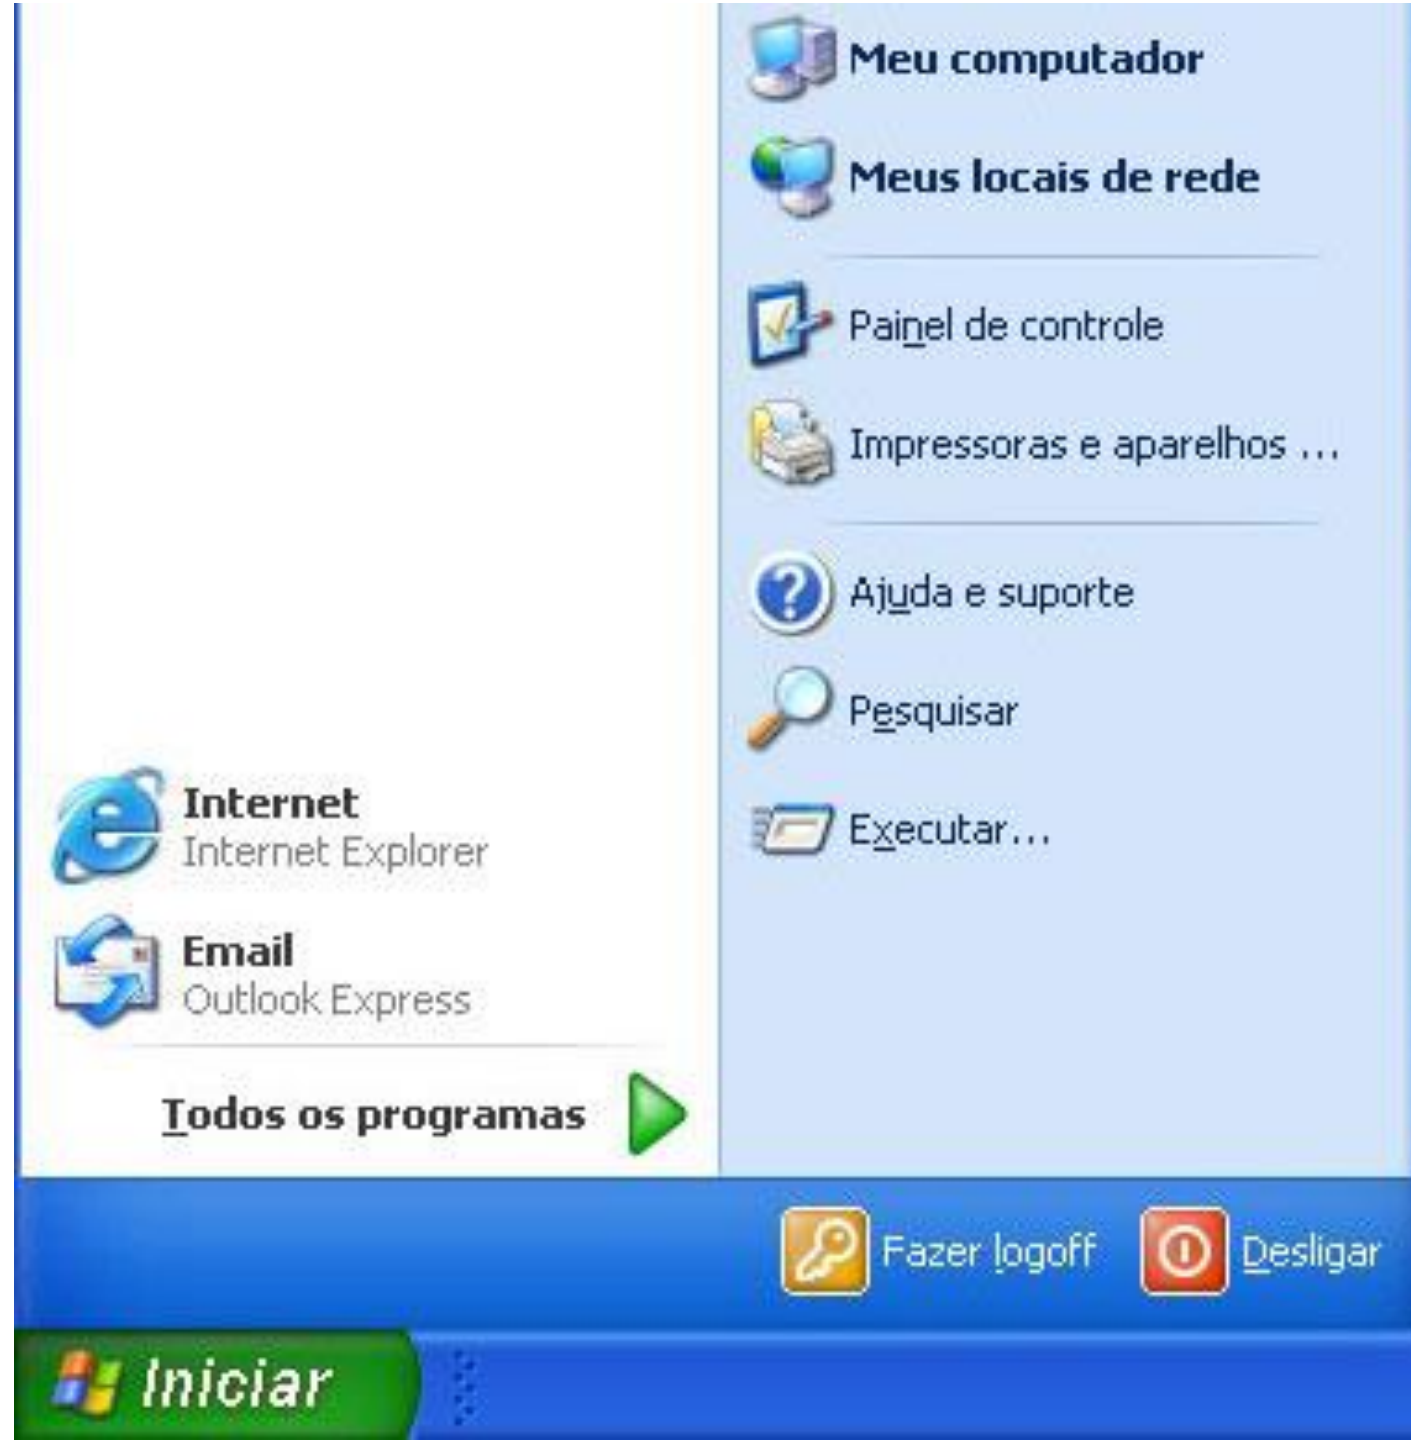 Meu computador
Meus locais de rede
Painel de controle
Impressoras e aparelhos ...
Ajuda e suporte
Pesquisar
Executar...
Internet
Internet Explorer
Email
Outlook Express
Todos os programas
Fazer logoff
Desligar
Iniciar